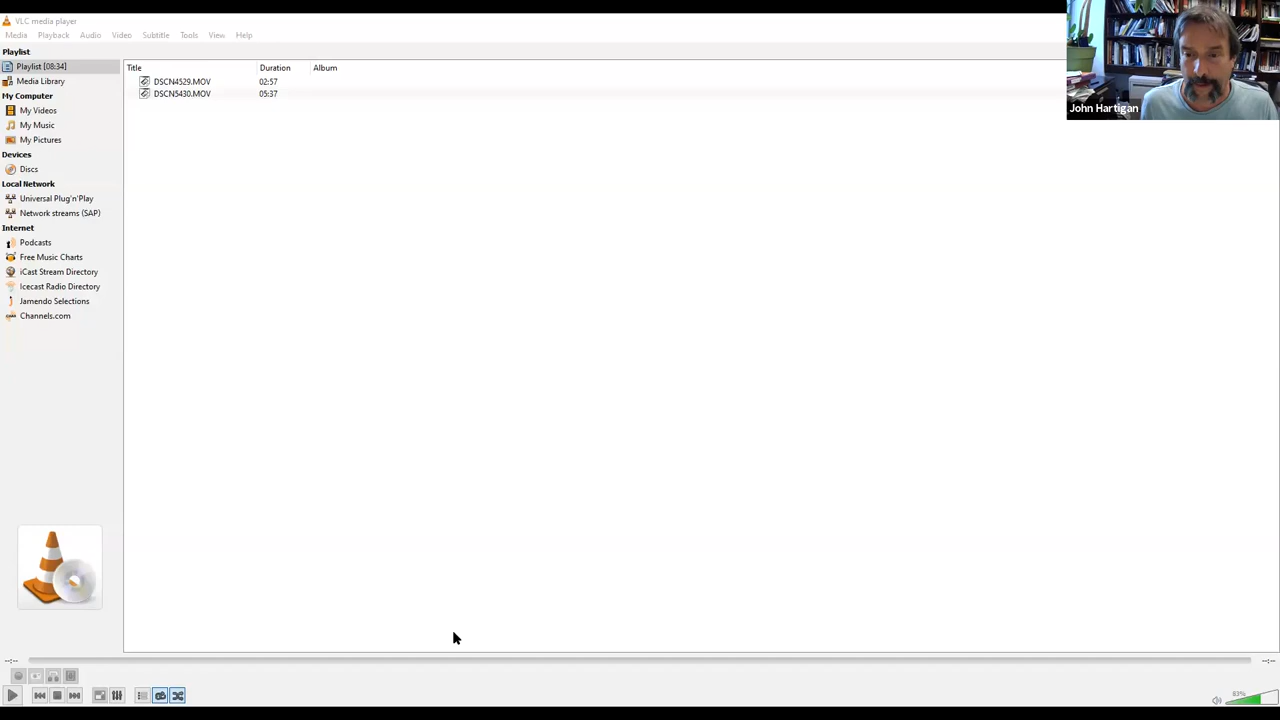 VLC media player
Media Playback Audio Video Subtitle Tools View Help
Playlist
Playlist [08:34]
Media Library
My Computer
My Videos
My Music
My Pictures
Devices
Discs
Local Network
Universal Plug'n'Play
Network streams (SAP)
Internet
Podcasts
Free Music Charts
iCast Stream Directory
Icecast Radio Directory
Jamendo Selections
Channels.com
Title Duration Album
DSCN4529.MOV 02:57
DSCN5430.MOV 05:37
John Hartigan
--:-- --:--
83%